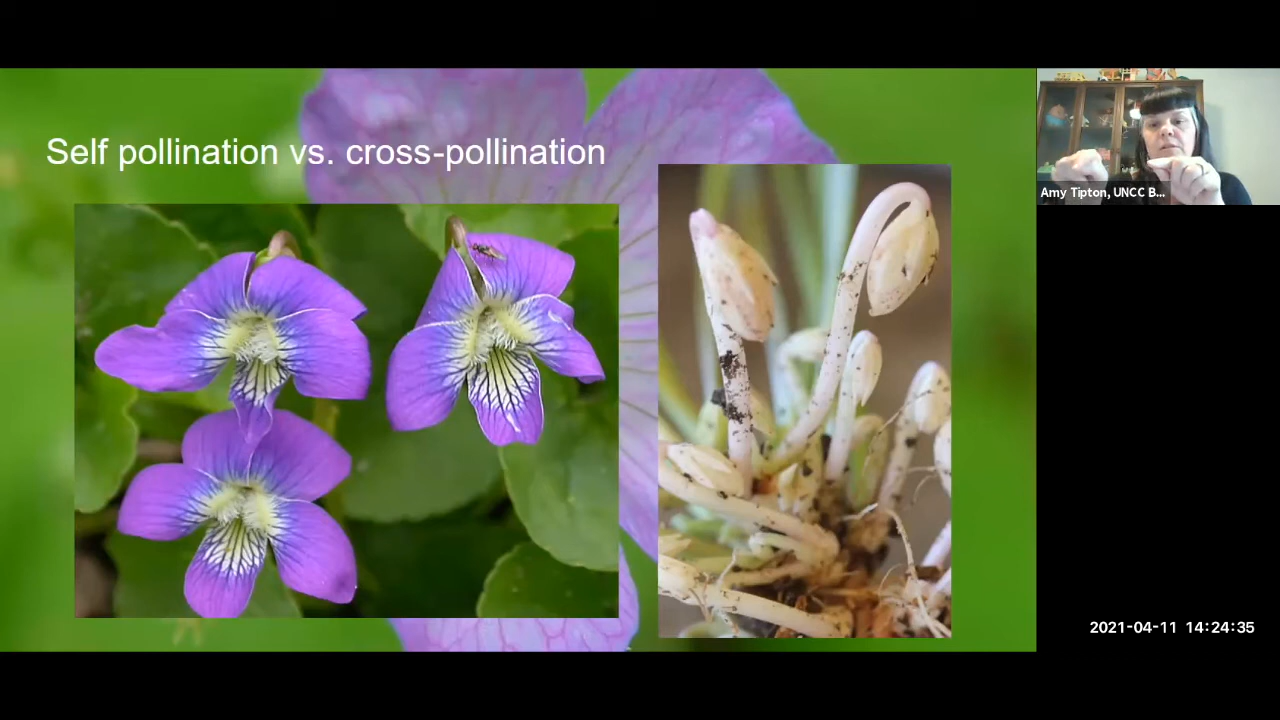 Self pollination vs. cross-pollination
Amy Tipton, UNCC B...
2021-04-11 14:24:35